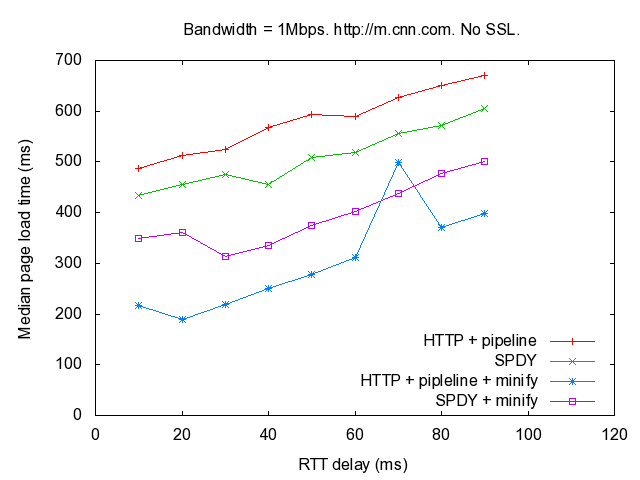 Bandwidth = 1Mbps. http://m.cnn.com. No SSL.
700
600
500
400
300
200
100
0
Median page load time (ms)
HTTP + pipeline
SPDY
HTTP + pipleline + minify
SPDY + minify
0 20 40 60 80 100 120
RTT delay (ms)